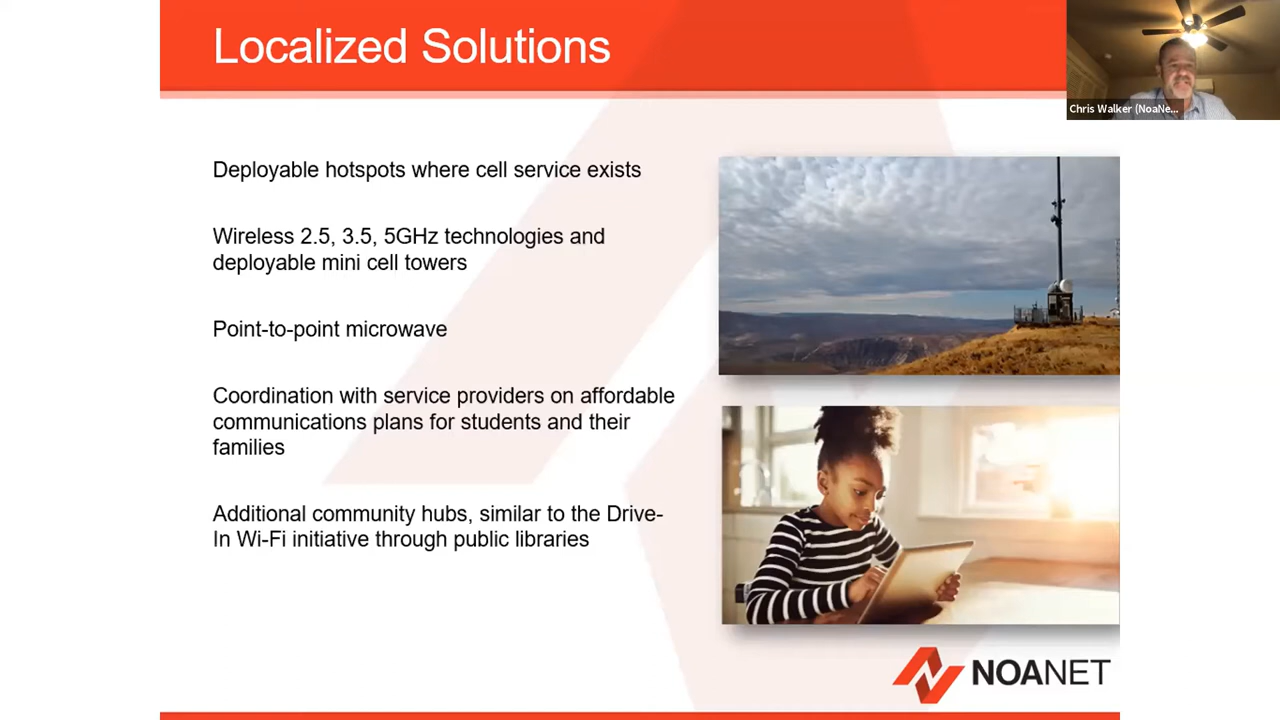 Localized Solutions
Chris Walker (NoaNe...
Deployable hotspots where cell service exists
Wireless 2.5, 3.5, 5GHz technologies and
deployable mini cell towers
Point-to-point microwave
Coordination with service providers on affordable
communications plans for students and their
families
Additional community hubs, similar to the Drive-
In Wi-Fi initiative through public libraries
NOANET